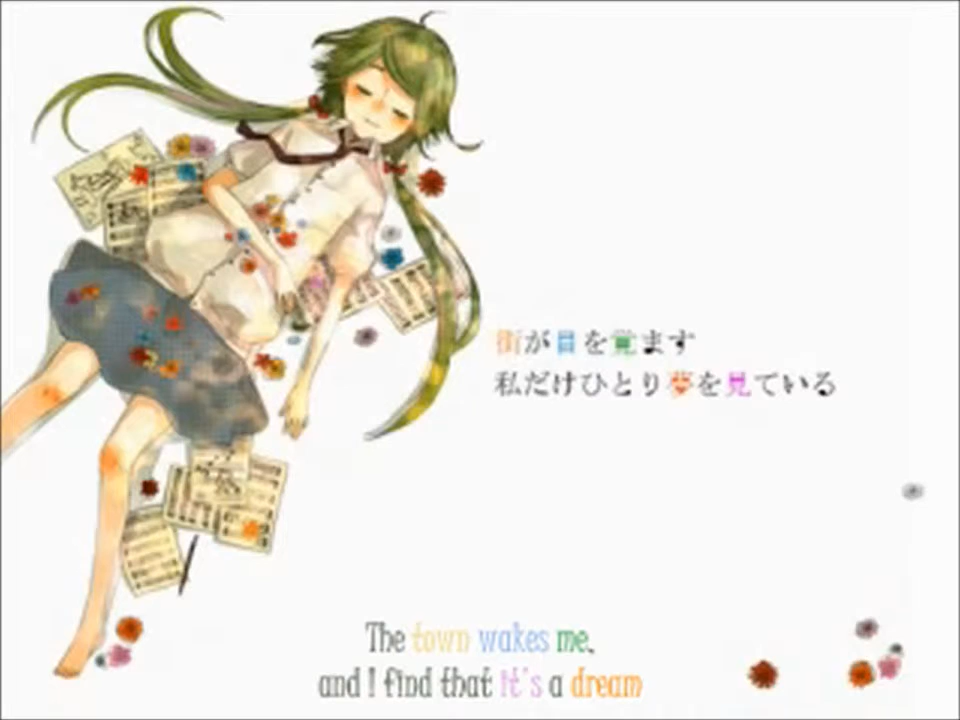 街が目を覚ます
私だけひとり夢を見ている
The town wakes me,
and I find that it's a dream